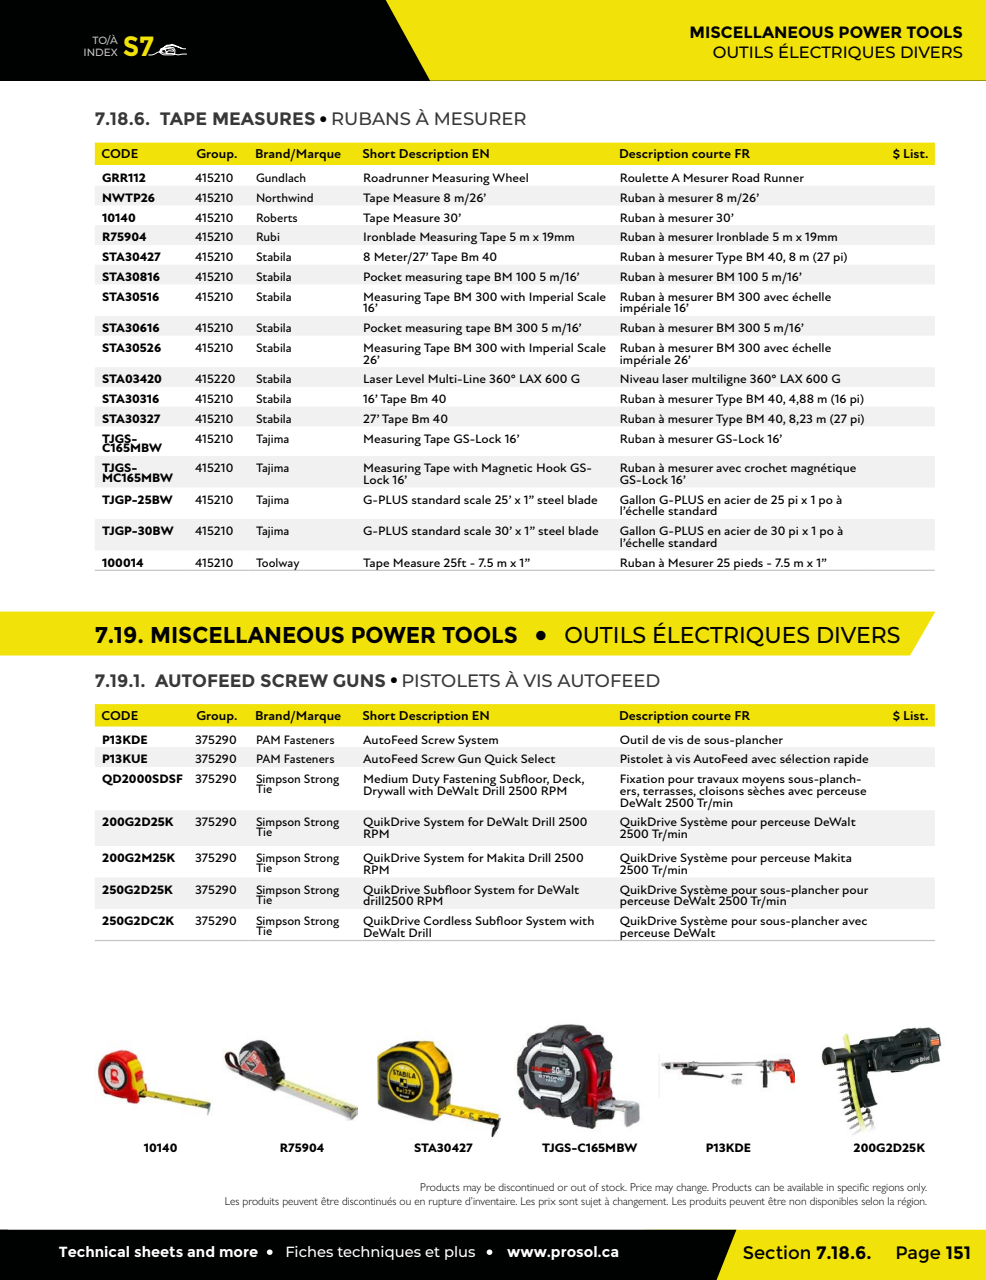 TO/À
INDEX S7
MISCELLANEOUS POWER TOOLS
OUTILS ÉLECTRIQUES DIVERS
7.18.6. TAPE MEASURES • RUBANS À MESURER
CODE Group. Brand/Marque Short Description EN Description courte FR $ List.
GRR112 415210 Gundlach Roadrunner Measuring Wheel Roulette A Mesurer Road Runner
NWTP26 415210 Northwind Tape Measure 8 m/26’ Ruban à mesurer 8 m/26’
10140 415210 Roberts Tape Measure 30’ Ruban à mesurer 30’
R75904 415210 Rubi Ironblade Measuring Tape 5 m x 19mm Ruban à mesurer Ironblade 5 m x 19mm
STA30427 415210 Stabila 8 Meter/27’ Tape Bm 40 Ruban à mesurer Type BM 40, 8 m (27 pi)
STA30816 415210 Stabila Pocket measuring tape BM 100 5 m/16’ Ruban à mesurer BM 100 5 m/16’
STA30516 415210 Stabila Measuring Tape BM 300 with Imperial Scale Ruban à mesurer BM 300 avec échelle
16’ impériale 16’
STA30616 415210 Stabila Pocket measuring tape BM 300 5 m/16’ Ruban à mesurer BM 300 5 m/16’
STA30526 415210 Stabila Measuring Tape BM 300 with Imperial Scale Ruban à mesurer BM 300 avec échelle
26’ impériale 26’
STA03420 415220 Stabila Laser Level Multi-Line 360° LAX 600 G Niveau laser multiligne 360° LAX 600 G
STA30316 415210 Stabila 16’ Tape Bm 40 Ruban à mesurer Type BM 40, 4,88 m (16 pi)
STA30327 415210 Stabila 27’ Tape Bm 40 Ruban à mesurer Type BM 40, 8,23 m (27 pi)
TJGS- 415210 Tajima Measuring Tape GS-Lock 16’ Ruban à mesurer GS-Lock 16’
C165MBW
TJGS- 415210 Tajima Measuring Tape with Magnetic Hook GS- Ruban à mesurer avec crochet magnétique
MC165MBW Lock 16’ GS-Lock 16’
TJGP-25BW 415210 Tajima G-PLUS standard scale 25’ x 1” steel blade Gallon G-PLUS en acier de 25 pi x 1 po à
l’échelle standard
TJGP-30BW 415210 Tajima G-PLUS standard scale 30’ x 1” steel blade Gallon G-PLUS en acier de 30 pi x 1 po à
l’échelle standard
100014 415210 Toolway Tape Measure 25ft - 7.5 m x 1” Ruban à Mesurer 25 pieds - 7.5 m x 1”
7.19. MISCELLANEOUS POWER TOOLS • OUTILS ÉLECTRIQUES DIVERS
7.19.1. AUTOFEED SCREW GUNS • PISTOLETS À VIS AUTOFEED
CODE Group. Brand/Marque Short Description EN Description courte FR $ List.
P13KDE 375290 PAM Fasteners AutoFeed Screw System Outil de vis de sous-plancher
P13KUE 375290 PAM Fasteners AutoFeed Screw Gun Quick Select Pistolet à vis AutoFeed avec sélection rapide
QD2000SDSF 375290 Simpson Strong Medium Duty Fastening Subfloor, Deck, Fixation pour travaux moyens sous-planch-
Tie Drywall with DeWalt Drill 2500 RPM ers, terrasses, cloisons sèches avec perceuse
DeWalt 2500 Tr/min
200G2D25K 375290 Simpson Strong QuikDrive System for DeWalt Drill 2500 QuikDrive Système pour perceuse DeWalt
Tie RPM 2500 Tr/min
200G2M25K 375290 Simpson Strong QuikDrive System for Makita Drill 2500 QuikDrive Système pour perceuse Makita
Tie RPM 2500 Tr/min
250G2D25K 375290 Simpson Strong QuikDrive Subfloor System for DeWalt QuikDrive Système pour sous-plancher pour
Tie drill2500 RPM perceuse DeWalt 2500 Tr/min
250G2DC2K 375290 Simpson Strong QuikDrive Cordless Subfloor System with QuikDrive Système pour sous-plancher avec
Tie DeWalt Drill perceuse DeWalt
STABILA
Quik Drive
10140 R75904 STA30427 TJGS-C165MBW P13KDE 200G2D25K
Products may be discontinued or out of stock. Price may change. Products can be available in specific regions only.
Les produits peuvent être discontinués ou en rupture d’inventaire. Les prix sont sujet à changement. Les produits peuvent être non disponibles selon la région.
Technical sheets and more • Fiches techniques et plus • www.prosol.ca
Section 7.18.6. Page 151